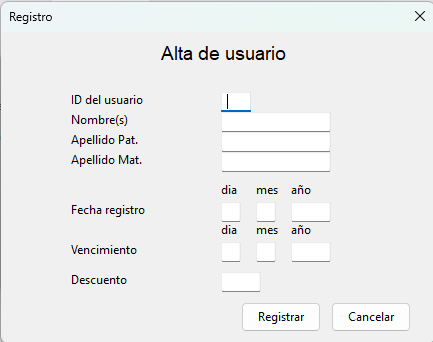 Registro
Alta de usuario
ID del usuario
Nombre(s)
Apellido Pat.
Apellido Mat.
dia mes año
Fecha registro
dia mes año
Vencimiento
Descuento
Registrar Cancelar